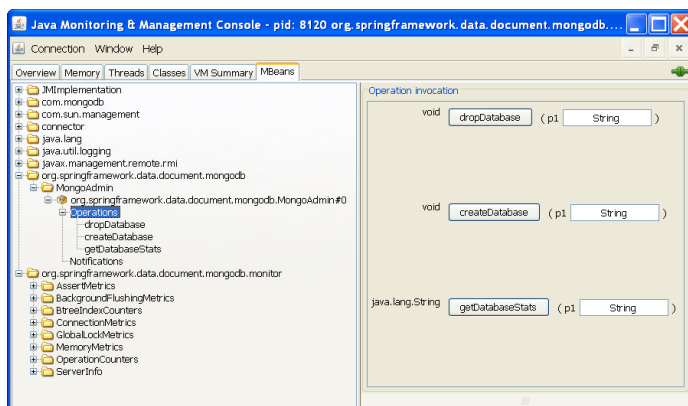 Java Monitoring & Management Console - pid: 8120 org.springframework.data.document.mongodb....
Connection Window Help
Overview Memory Threads Classes VM Summary MBeans
JMImplementation
com.mongodb
com.sun.management
connector
java.lang
java.util.logging
javax.management.remote.rmi
org.springframework.data.document.mongodb
MongoAdmin
org.springframework.data.document.mongodb.MongoAdmin#0
Operations
dropDatabase
createDatabase
getDatabaseStats
Notifications
org.springframework.data.document.mongodb.monitor
AssertMetrics
BackgroundFlushingMetrics
BtreeIndexCounters
ConnectionMetrics
GlobalLockMetrics
MemoryMetrics
OperationCounters
ServerInfo
Operation invocation
void dropDatabase ( p1 String )
void createDatabase ( p1 String )
java.lang.String getDatabaseStats ( p1 String )